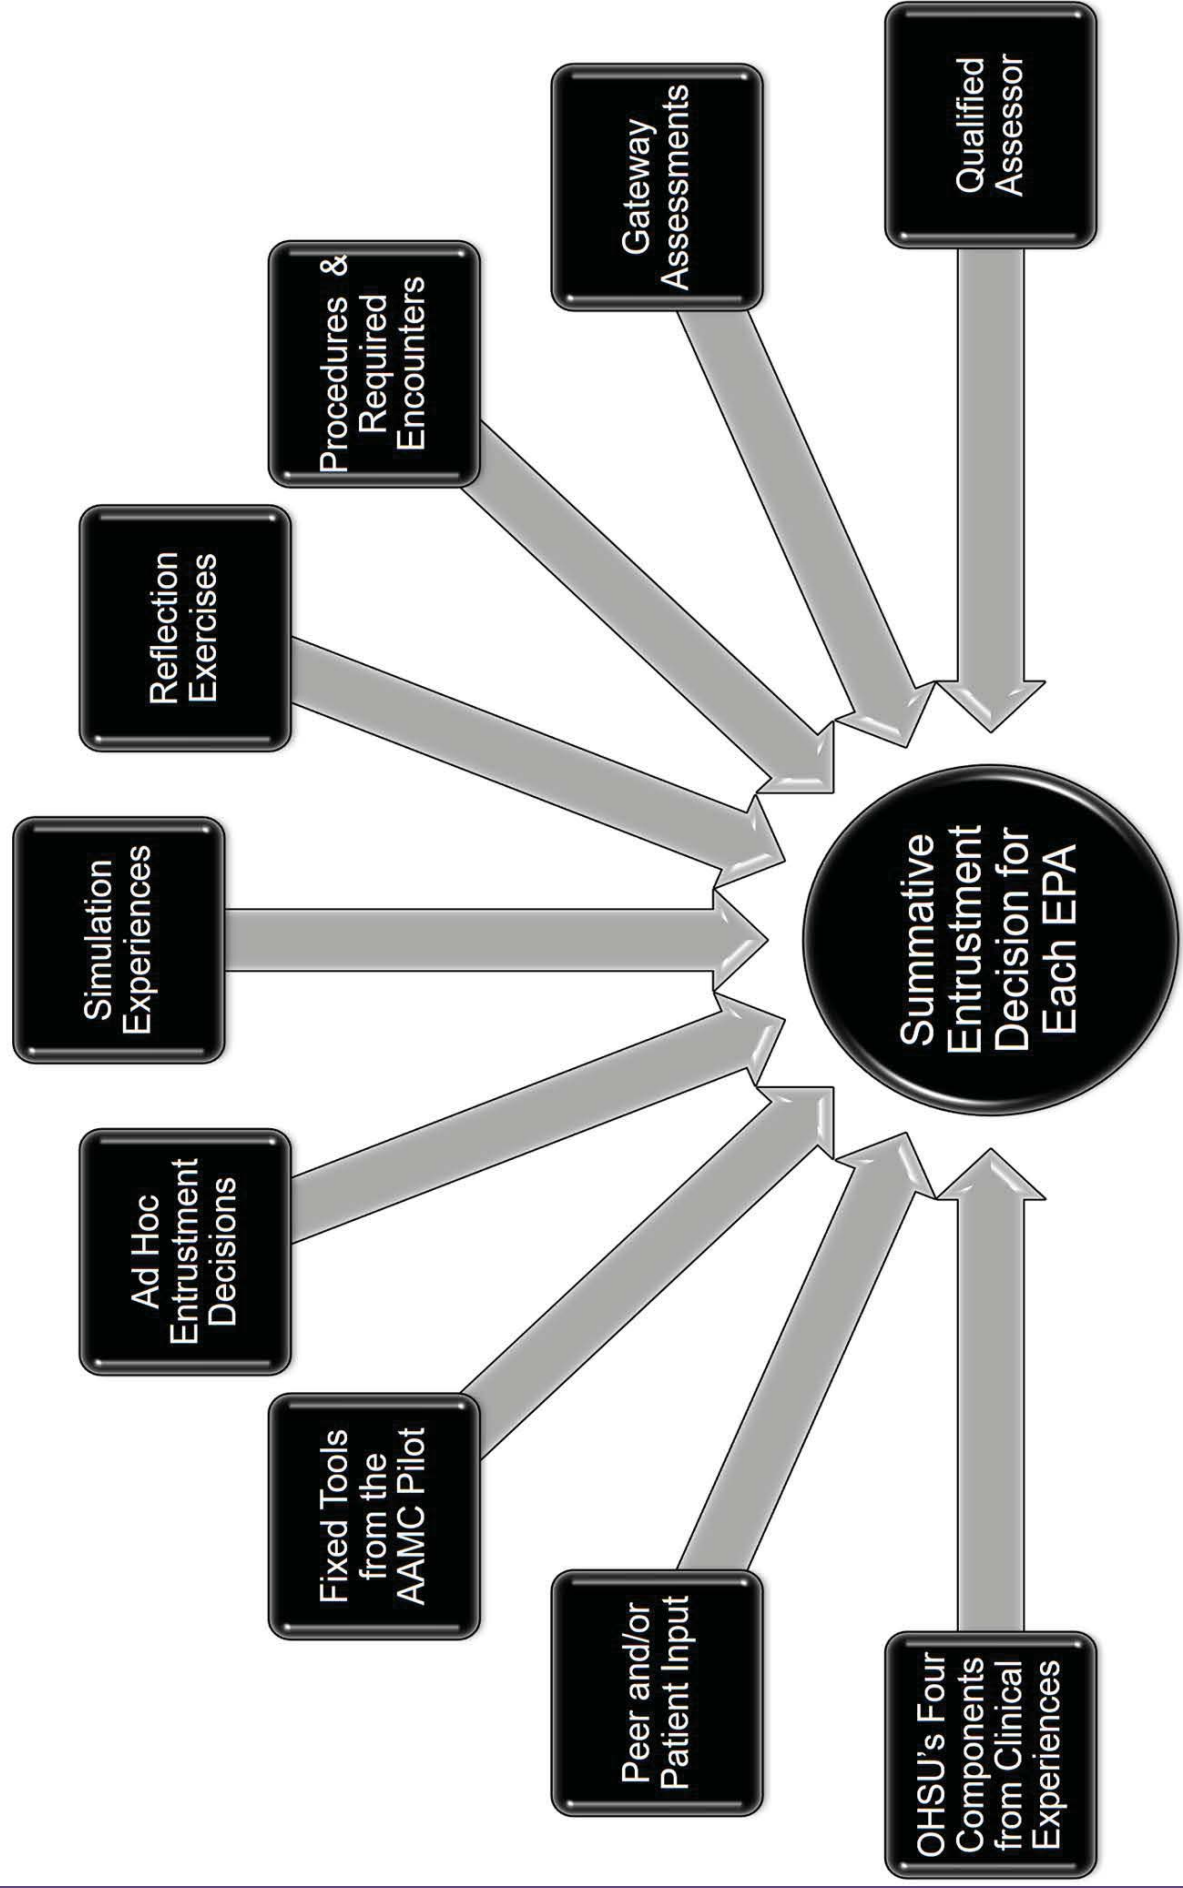 OHSU's Four
Components
from Clinical
Experiences
Peer and/or
Patient Input
Fixed Tools
from the
AAMC Pilot
Ad Hoc
Entrustment
Decisions
Simulation
Experiences
Reflection
Exercises
Procedures &
Required
Encounters
Gateway
Assessments
Qualified
Assessor
Summative
Entrustment
Decision for
Each EPA